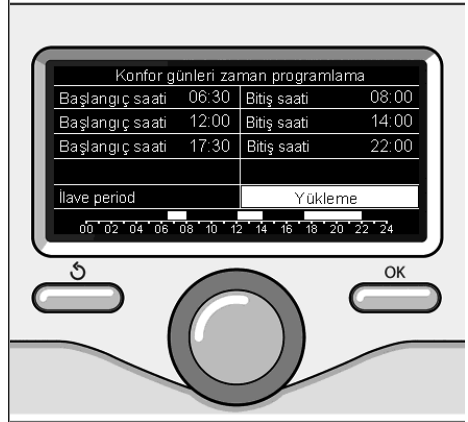 Konfor günleri zaman programlama
Başlangıç saati 06:30 Bitiş saati 08:00
Başlangıç saati 12:00 Bitiş saati 14:00
Başlangıç saati 17:30 Bitiş saati 22:00
İlave period Yükleme
00 02 04 06 08 10 12 14 16 18 20 22 24
OK